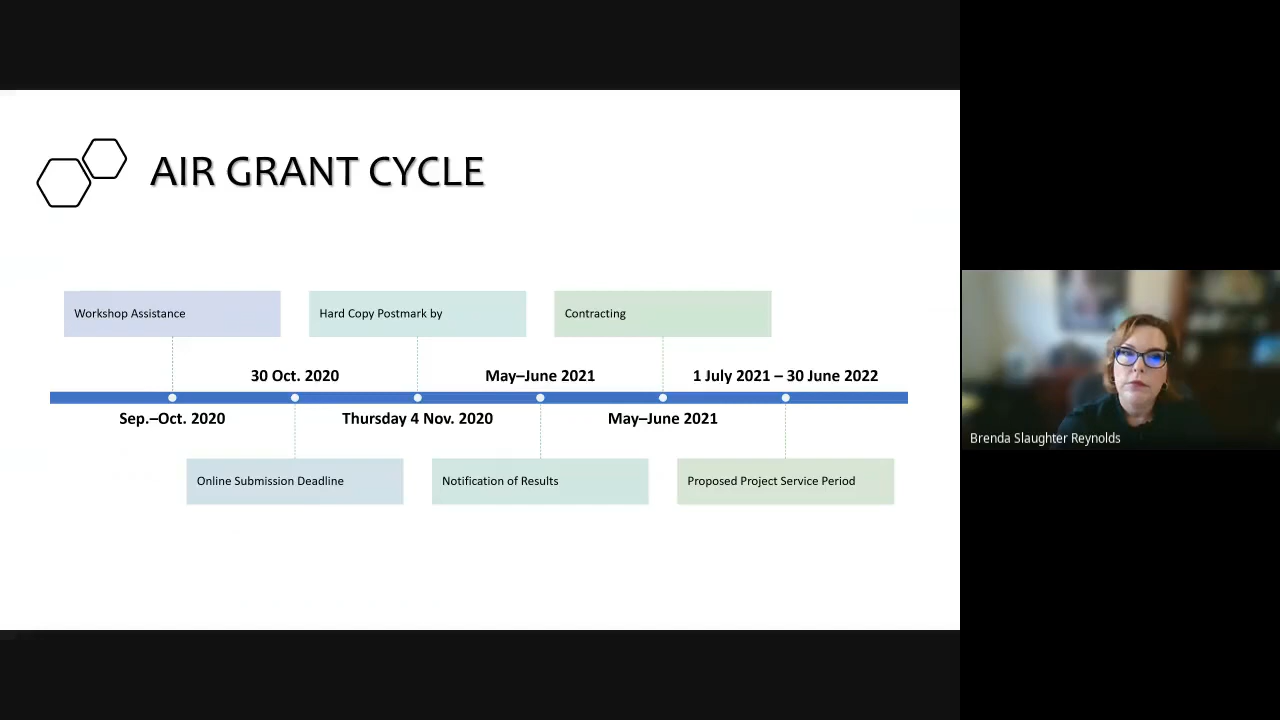 AIR GRANT CYCLE
Workshop Assistance
Hard Copy Postmark by
Contracting
30 Oct. 2020
May–June 2021
1 July 2021 – 30 June 2022
Sep.–Oct. 2020
Thursday 4 Nov. 2020
May–June 2021
Online Submission Deadline
Notification of Results
Proposed Project Service Period
Brenda Slaughter Reynolds